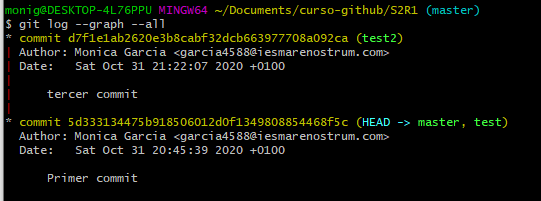 monig@DESKTOP-4L76PPU MINGW64 ~/Documents/curso-github/S2R1 (master)
$ git log --graph --all
* commit d7f1e1ab2620e3b8cabf32dcb663977708a092ca (test2)
| Author: Monica Garcia <garcia4588@iesmarenostrum.com>
| Date:   Sat Oct 31 21:22:07 2020 +0100
|
|     tercer commit
|
* commit 5d333134475b918506012d0f1349808854468f5c (HEAD -> master, test)
  Author: Monica Garcia <garcia4588@iesmarenostrum.com>
  Date:   Sat Oct 31 20:45:39 2020 +0100

      Primer commit